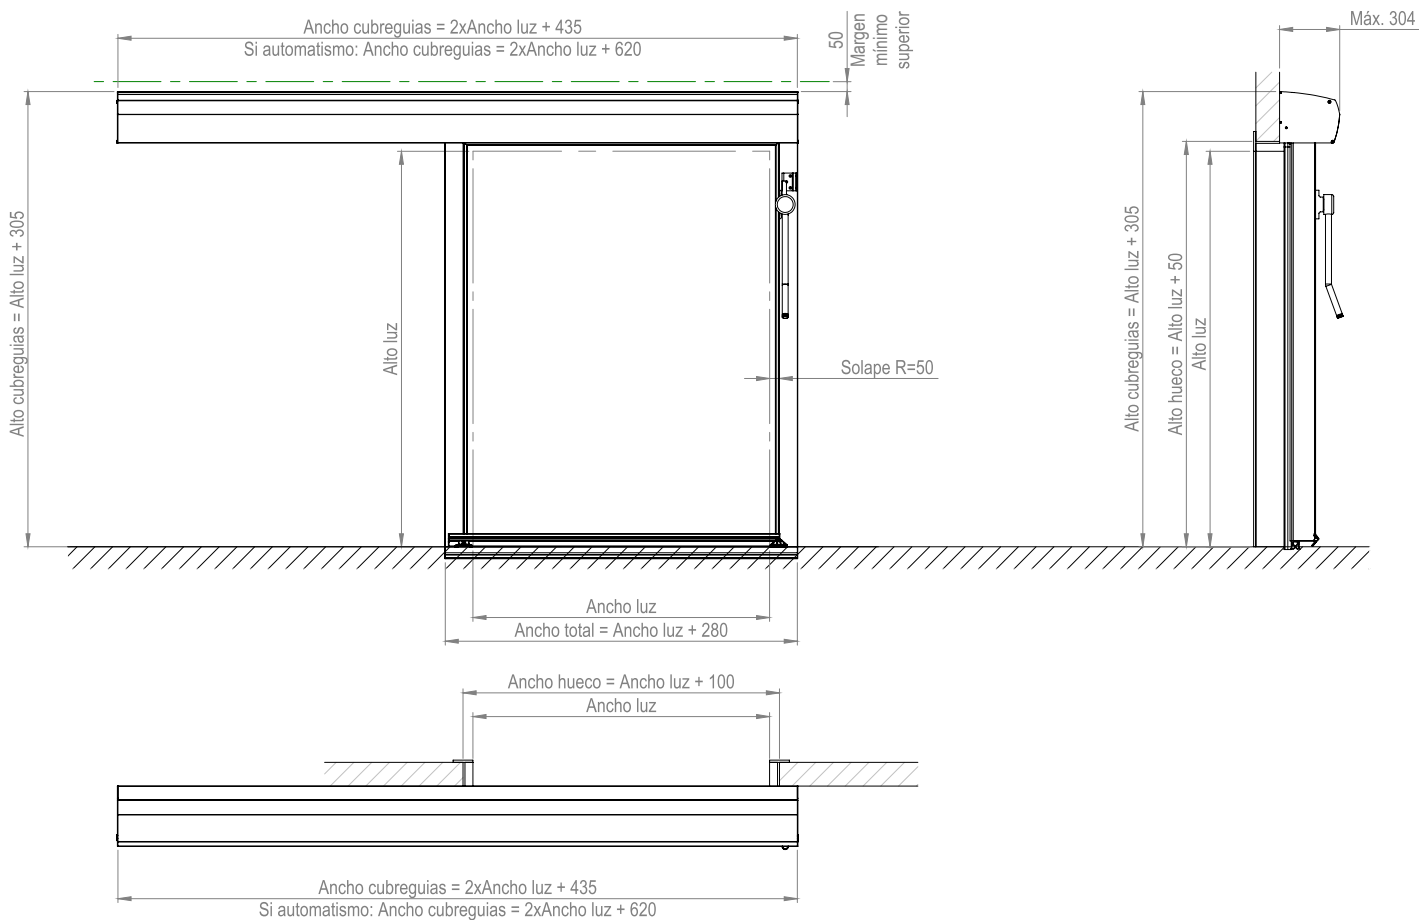 Ancho cubreguias = 2xAncho luz + 435
Si automatismo: Ancho cubreguias = 2xAncho luz + 620
50
Margen
mínimo
superior
Máx. 304
Alto cubreguias = Alto luz + 305
Alto luz
Solape R=50
Alto cubreguias = Alto luz + 305
Alto hueco = Alto luz + 50
Alto luz
Ancho luz
Ancho total = Ancho luz + 280
Ancho hueco = Ancho luz + 100
Ancho luz
Ancho cubreguias = 2xAncho luz + 435
Si automatismo: Ancho cubreguias = 2xAncho luz + 620